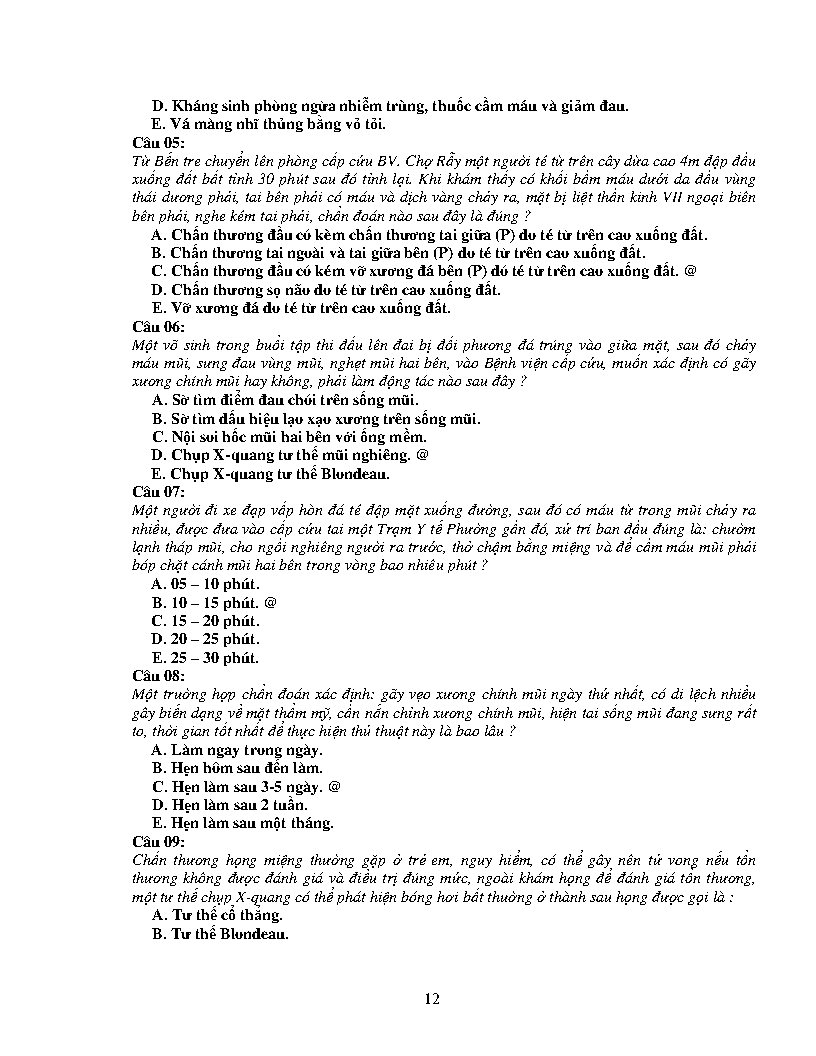 D. Kháng sinh phòng ngừa nhiễm trùng, thuốc cầm máu và giảm đau.
E. Vá màng nhĩ thủng bằng vỏ tỏi.
Câu 05:
Từ Bến tre chuyển lên phòng cấp cứu BV. Chợ Rẫy một người té từ trên cây dừa cao 4m đập đầu
xuống đất bất tỉnh 30 phút sau đó tỉnh lại. Khi khám thấy có khối bầm máu dưới da đầu vùng
thái dương phải, tai bên phải có máu và dịch vàng chảy ra, mặt bị liệt thần kinh VII ngoại biên
bên phải, nghe kém tai phải, chẩn đoán nào sau đây là đúng ?
A. Chấn thương đầu có kèm chấn thương tai giữa (P) do té từ trên cao xuống đất.
B. Chấn thương tai ngoài và tai giữa bên (P) do té từ trên cao xuống đất.
C. Chấn thương đầu có kém vỡ xương đá bên (P) dó té từ trên cao xuống đất. @
D. Chấn thương sọ não do té từ trên cao xuống đất.
E. Vỡ xương đá do té từ trên cao xuống đất.
Câu 06:
Một võ sinh trong buổi tập thi đấu lên đai bị đối phương đá trúng vào giữa mặt, sau đó chảy
máu mũi, sưng đau vùng mũi, nghẹt mũi hai bên, vào Bệnh viện cấp cứu, muốn xác định có gãy
xương chính mũi hay không, phải làm động tác nào sau đây ?
A. Sờ tìm điểm đau chói trên sống mũi.
B. Sờ tìm dấu hiệu lạo xạo xương trên sống mũi.
C. Nội soi hốc mũi hai bên với ống mềm.
D. Chụp X-quang tư thế mũi nghiêng. @
E. Chụp X-quang tư thế Blondeau.
Câu 07:
Một người đi xe đạp vấp hòn đá té đập mặt xuống đường, sau đó có máu từ trong mũi chảy ra
nhiều, được đưa vào cấp cứu tai một Trạm Y tế Phường gần đó, xử trí ban đầu đúng là: chườm
lạnh tháp mũi, cho ngồi nghiêng người ra trước, thở chậm bằng miệng và để cầm máu mũi phải
bóp chặt cánh mũi hai bên trong vòng bao nhiêu phút ?
A. 05 – 10 phút.
B. 10 – 15 phút. @
C. 15 – 20 phút.
D. 20 – 25 phút.
E. 25 – 30 phút.
Câu 08:
Một trường hợp chẩn đoán xác định: gãy vẹo xương chính mũi ngày thứ nhất, có di lệch nhiều
gây biến dạng về mặt thẩm mỹ, cần nắn chỉnh xương chính mũi, hiện tai sống mũi đang sưng rất
to, thời gian tốt nhất để thực hiện thủ thuật này là bao lâu ?
A. Làm ngay trong ngày.
B. Hẹn hôm sau đến làm.
C. Hẹn làm sau 3-5 ngày. @
D. Hẹn làm sau 2 tuần.
E. Hẹn làm sau một tháng.
Câu 09:
Chấn thương họng miệng thường gặp ở trẻ em, nguy hiểm, có thể gây nên tử vong nếu tổn
thương không được đánh giá và điều trị đúng mức, ngoài khám họng để đánh giá tổn thương,
một tư thế chụp X-quang có thể phát hiện bóng hơi bất thường ở thành sau họng được gọi là :
A. Tư thế cổ thẳng.
B. Tư thế Blondeau.
12